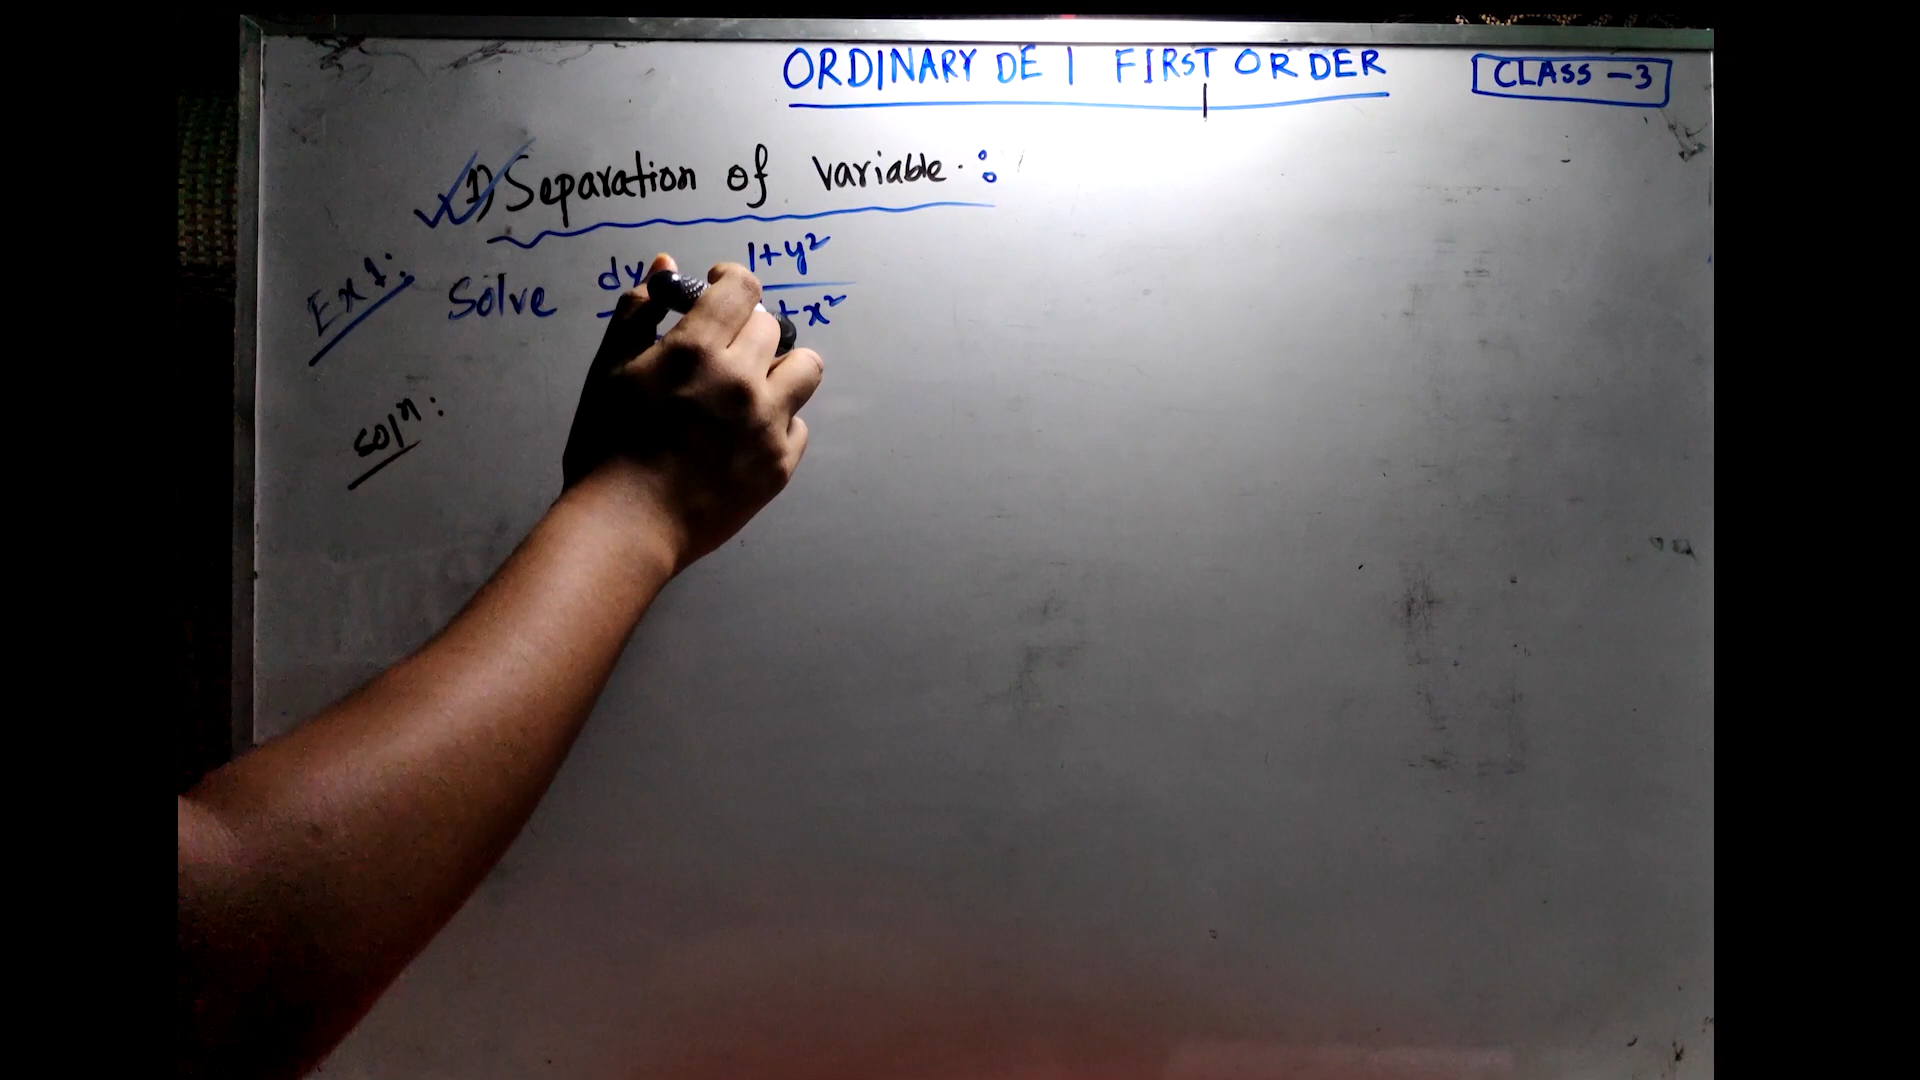 ORDINARY DE | FIRST ORDER
CLASS - 3
1) Separation of variable :
Ex 1: Solve dy 1+y²
+x²
Solⁿ: